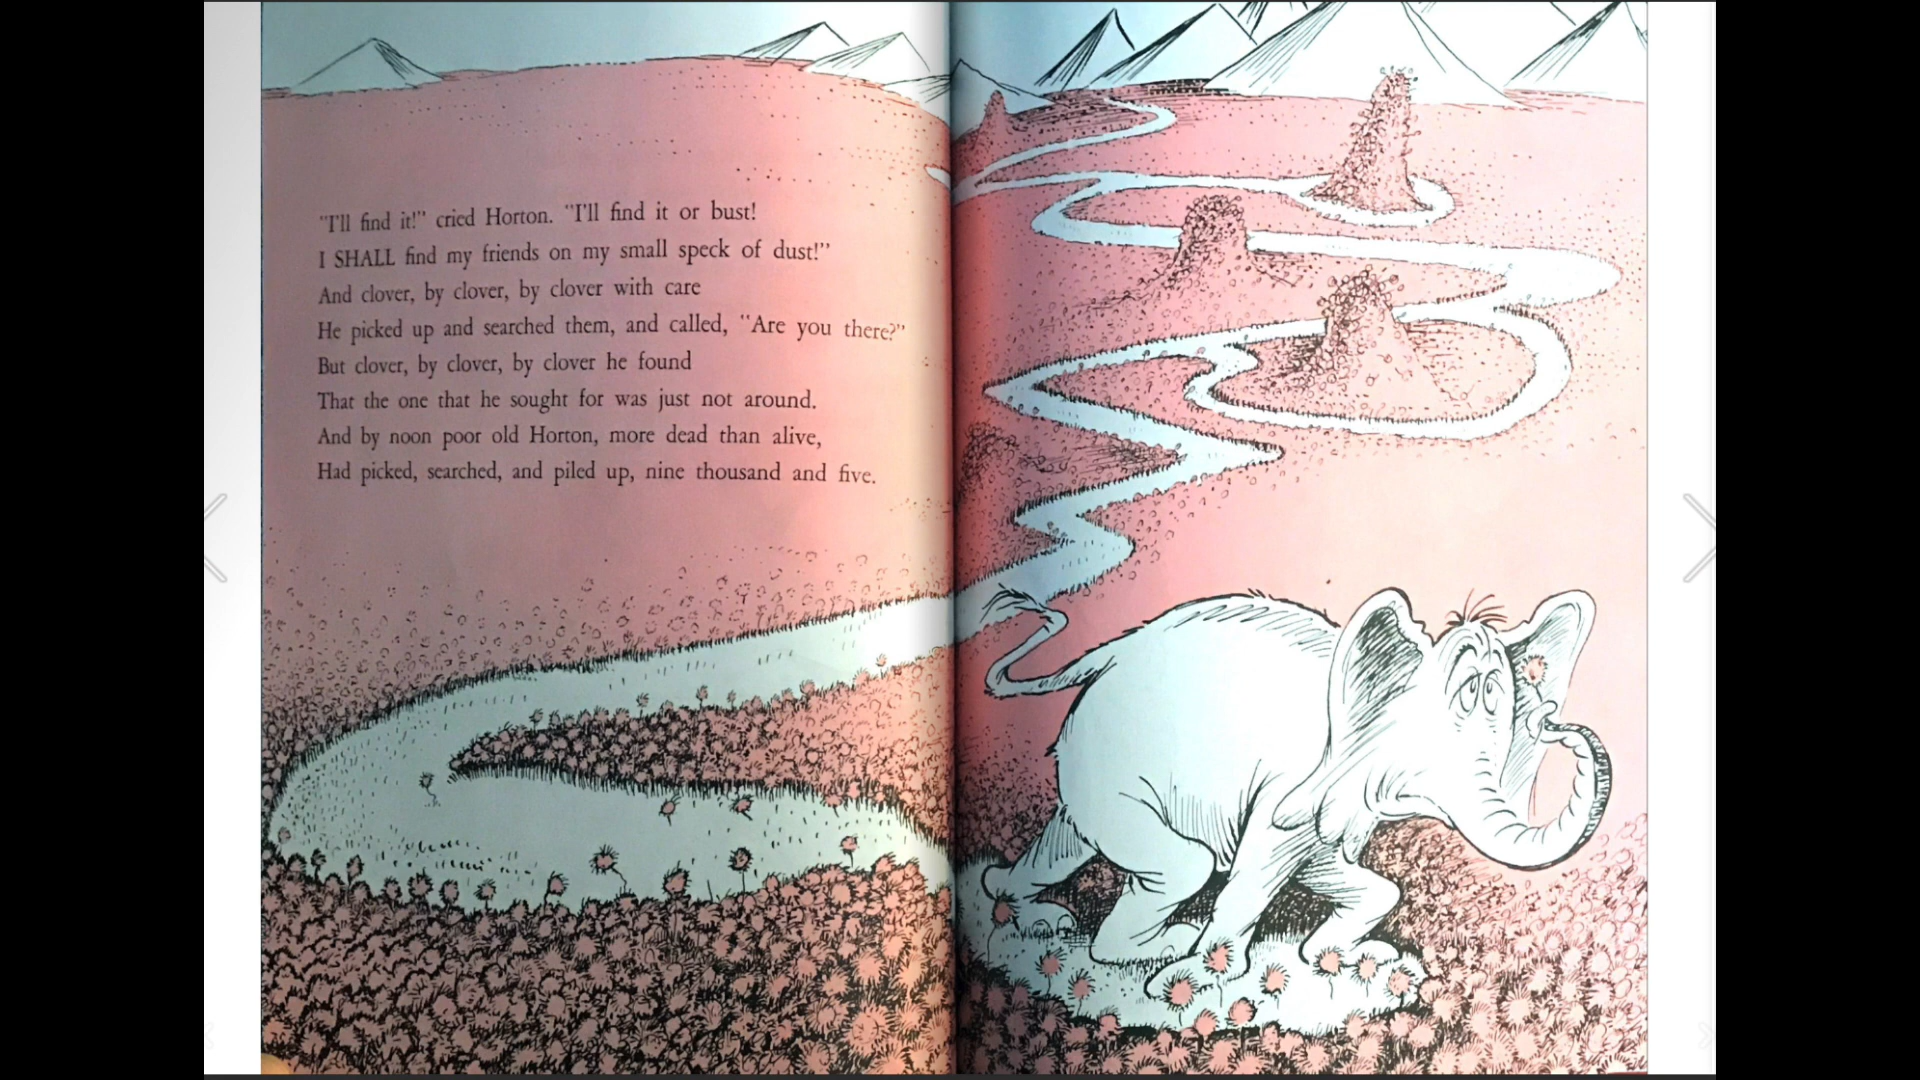 "I'll find it!" cried Horton. "I'll find it or bust!
I SHALL find my friends on my small speck of dust!"
And clover, by clover, by clover with care
He picked up and searched them, and called, "Are you there?"
But clover, by clover, by clover he found
That the one that he sought for was just not around.
And by noon poor old Horton, more dead than alive,
Had picked, searched, and piled up, nine thousand and five.